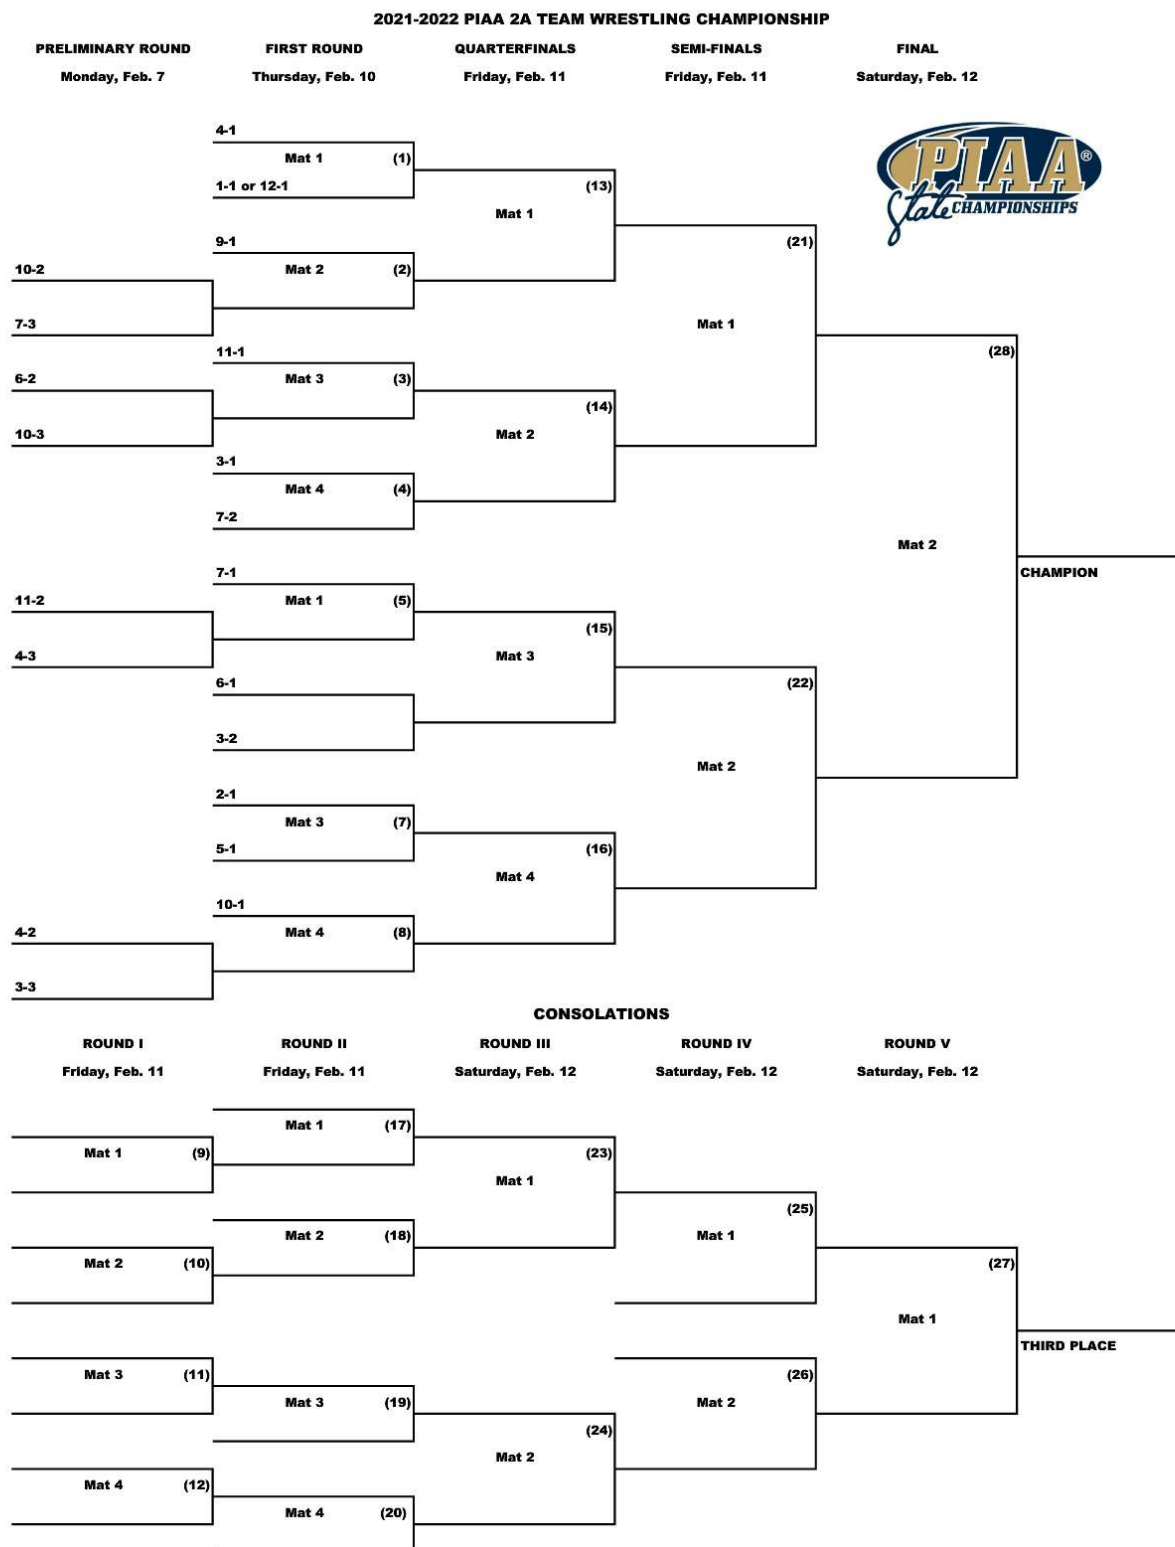 2021-2022 PIAA 2A TEAM WRESTLING CHAMPIONSHIP
PRELIMINARY ROUND FIRST ROUND QUARTERFINALS SEMI-FINALS FINAL
Monday, Feb. 7 Thursday, Feb. 10 Friday, Feb. 11 Friday, Feb. 11 Saturday, Feb. 12
PIAA®
State CHAMPIONSHIPS
4-1
Mat 1 (1)
1-1 or 12-1
(13)
Mat 1
9-1
(21)
10-2
Mat 2 (2)
7-3
Mat 1
11-1
(28)
6-2
Mat 3 (3)
(14)
10-3
Mat 2
3-1
Mat 4 (4)
7-2
Mat 2
7-1
CHAMPION
11-2
Mat 1 (5)
(15)
4-3
Mat 3
6-1
(22)
3-2
Mat 2
2-1
Mat 3 (7)
5-1
(16)
Mat 4
10-1
4-2
Mat 4 (8)
3-3
CONSOLATIONS
ROUND I ROUND II ROUND III ROUND IV ROUND V
Friday, Feb. 11 Friday, Feb. 11 Saturday, Feb. 12 Saturday, Feb. 12 Saturday, Feb. 12
Mat 1 (17)
Mat 1 (9)
(23)
Mat 1
(25)
Mat 2 (18)
Mat 1
Mat 2 (10)
(27)
Mat 1
THIRD PLACE
Mat 3 (11)
(26)
Mat 3 (19)
Mat 2
(24)
Mat 2
Mat 4 (12)
Mat 4 (20)